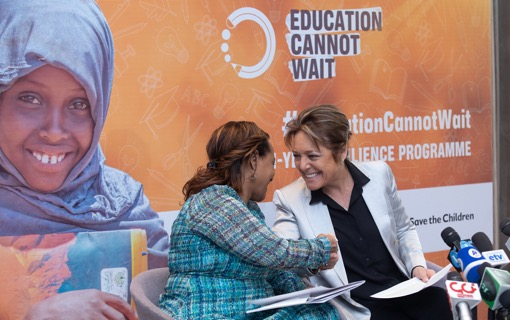 EDUCATION
CANNOT
WAIT
#EducationCannotWait
RESILIENCE PROGRAMME
Save the Children
etv